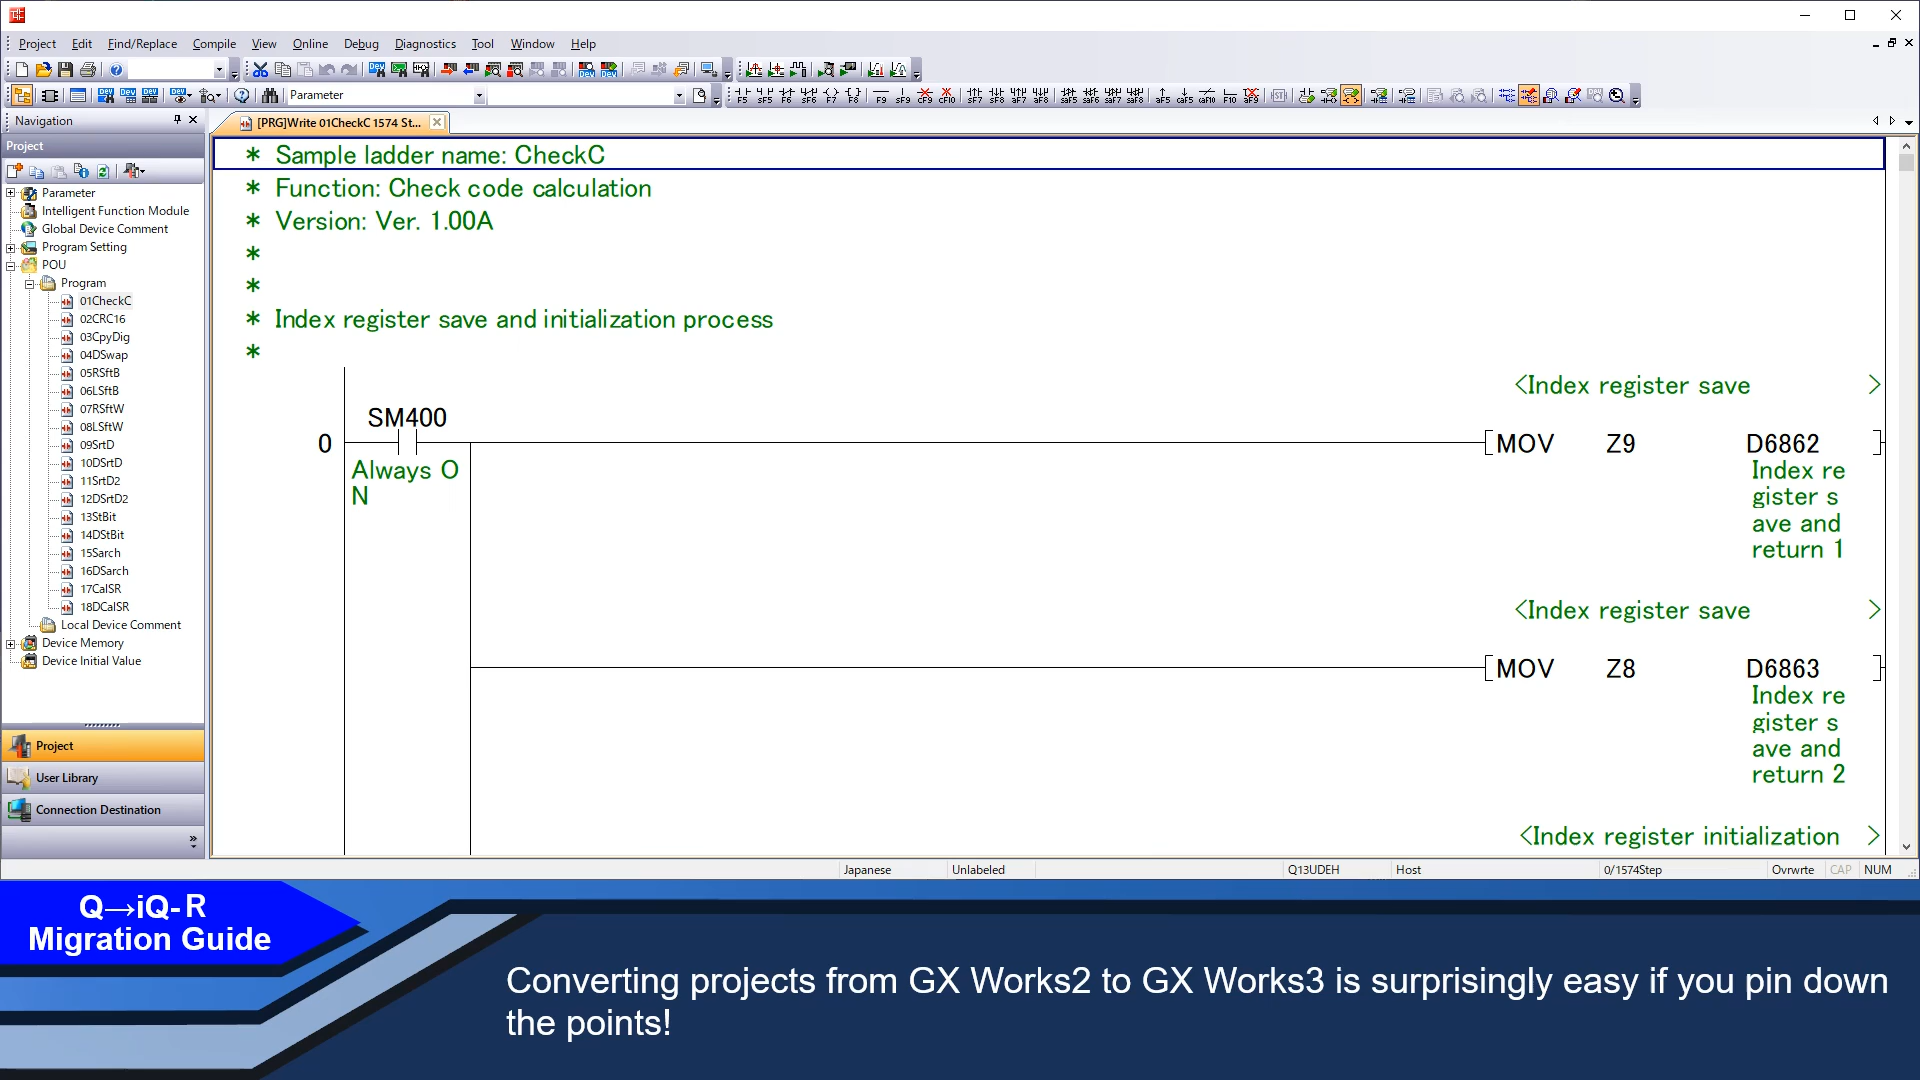 Project Edit Find/Replace Compile View Online Debug Diagnostics Tool Window Help
Parameter
Navigation
[PRG]Write 01CheckC 1574 St...
Project
Parameter
Intelligent Function Module
Global Device Comment
Program Setting
POU
Program
01CheckC
02CRC16
03CpyDig
04DSwap
05RSftB
06LSftB
07RSftW
08LSftW
09SrtD
10DSrtD
11SrtD2
12DSrtD2
13StBit
14DStBit
15Sarch
16DSarch
17CalSR
18DCalSR
Local Device Comment
Device Memory
Device Initial Value
Project
User Library
Connection Destination
* Sample ladder name: CheckC
* Function: Check code calculation
* Version: Ver. 1.00A
*
*
* Index register save and initialization process
*
<Index register save >
SM400
0
[MOV Z9 D6862 ]
Always O
N
Index re
gister s
ave and
return 1
<Index register save >
[MOV Z8 D6863 ]
Index re
gister s
ave and
return 2
<Index register initialization >
Japanese Unlabeled Q13UDEH Host 0/1574Step Ovrwrte CAP NUM
Q→iQ-R
Migration Guide
Converting projects from GX Works2 to GX Works3 is surprisingly easy if you pin down
the points!